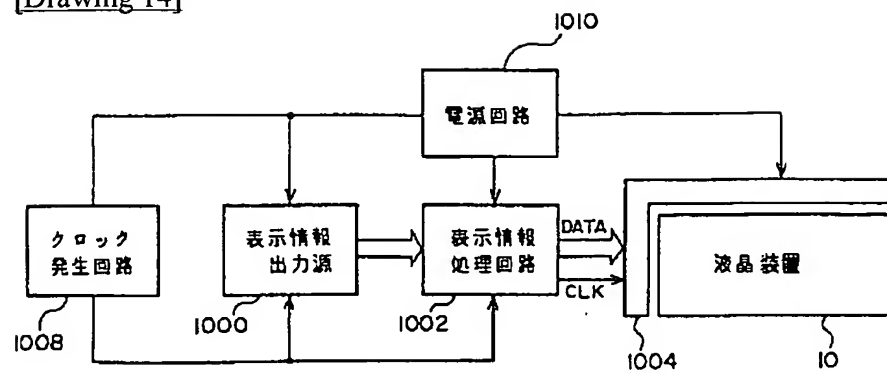 [Drawing 14]
1010
電源回路
クロック
発生回路
1008
表示情報
出力源
1000
表示情報
処理回路
1002
DATA
CLK
液晶装置
1004
10